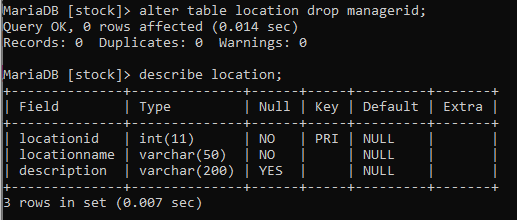 MariaDB [stock]> alter table location drop managerid;
Query OK, 0 rows affected (0.014 sec)
Records: 0  Duplicates: 0  Warnings: 0

MariaDB [stock]> describe location;
+--------------+--------------+------+-----+---------+-------+
| Field        | Type         | Null | Key | Default | Extra |
+--------------+--------------+------+-----+---------+-------+
| locationid   | int(11)      | NO   | PRI | NULL    |       |
| locationname | varchar(50)  | NO   |     | NULL    |       |
| description  | varchar(200) | YES  |     | NULL    |       |
+--------------+--------------+------+-----+---------+-------+
3 rows in set (0.007 sec)